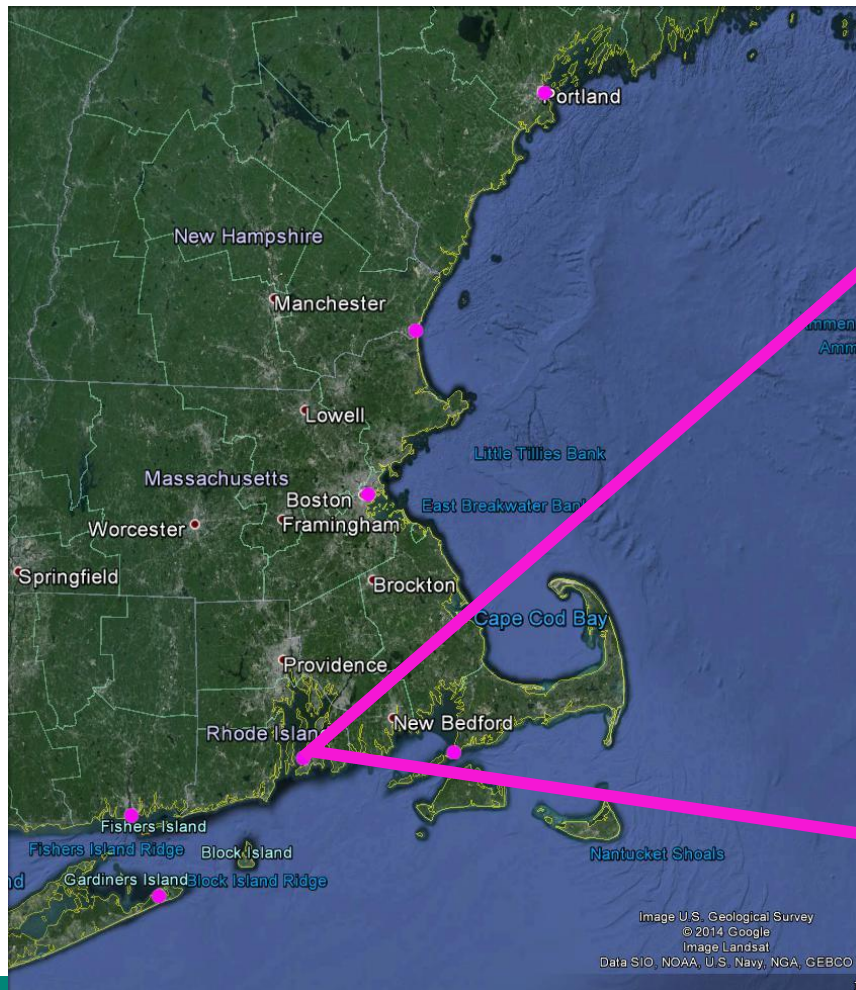 Portland
New Hampshire
Manchester
Lowell
Little Tillies Bank
Massachusetts
Boston
East Breakwater Bank
Worcester
Framingham
Springfield
Brockton
Cape Cod Bay
Providence
New Bedford
Rhode Island
Fishers Island
Fishers Island Ridge
Block Island
Nantucket Shoals
Gardiners Island
Block Island Ridge
Image U.S. Geological Survey
© 2014 Google
Image Landsat
Data SIO, NOAA, U.S. Navy, NGA, GEBCO